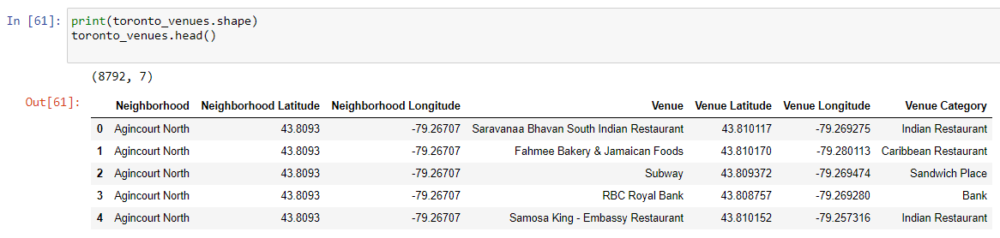 In [61]: print(toronto_venues.shape)
toronto_venues.head()
(8792, 7)
Out[61]:
Neighborhood Neighborhood Latitude Neighborhood Longitude Venue Venue Latitude Venue Longitude Venue Category
0 Agincourt North 43.8093 -79.26707 Saravanaa Bhavan South Indian Restaurant 43.810117 -79.269275 Indian Restaurant
1 Agincourt North 43.8093 -79.26707 Fahmee Bakery & Jamaican Foods 43.810170 -79.280113 Caribbean Restaurant
2 Agincourt North 43.8093 -79.26707 Subway 43.809372 -79.269474 Sandwich Place
3 Agincourt North 43.8093 -79.26707 RBC Royal Bank 43.808757 -79.269280 Bank
4 Agincourt North 43.8093 -79.26707 Samosa King - Embassy Restaurant 43.810152 -79.257316 Indian Restaurant